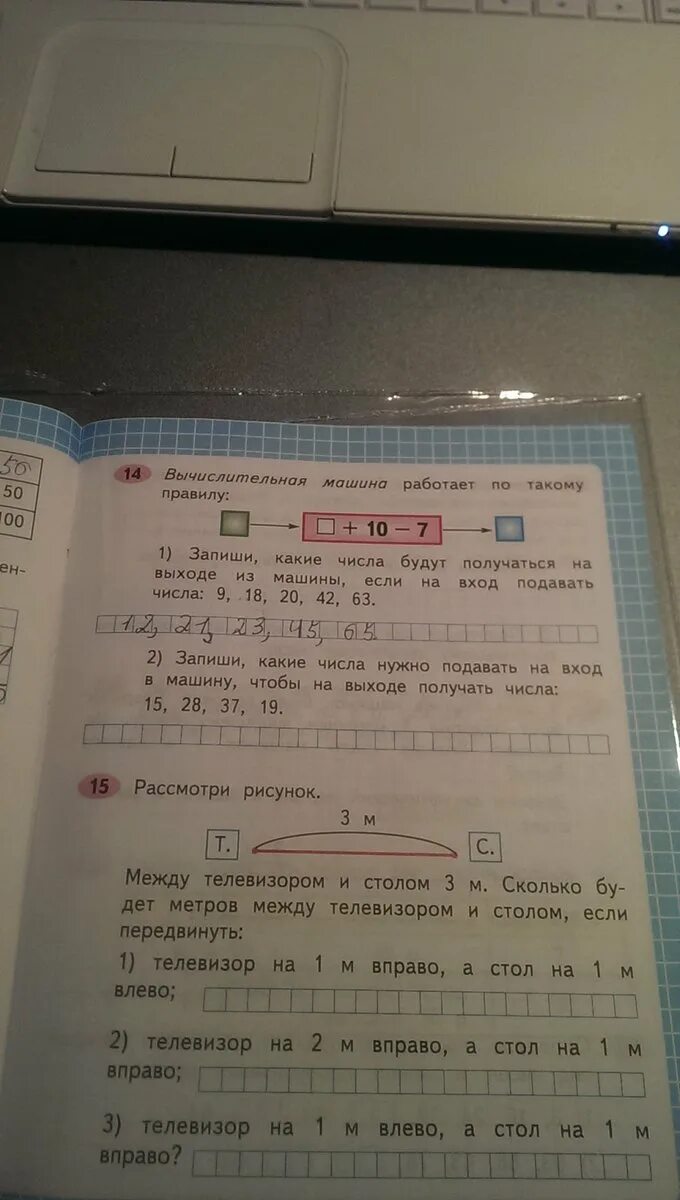 50
50
100
ен-
14 Вычислительная машина работает по такому
правилу:
□ + 10 − 7
1) Запиши, какие числа будут получаться на
выходе из машины, если на вход подавать
числа: 9, 18, 20, 42, 63.
12, 21, 23, 45, 65
2) Запиши, какие числа нужно подавать на вход
в машину, чтобы на выходе получать числа:
15, 28, 37, 19.
15 Рассмотри рисунок.
3 м
Т. С.
Между телевизором и столом 3 м. Сколько бу-
дет метров между телевизором и столом, если
передвинуть:
1) телевизор на 1 м вправо, а стол на 1 м
влево;
2) телевизор на 2 м вправо, а стол на 1 м
вправо;
3) телевизор на 1 м влево, а стол на 1 м
вправо?